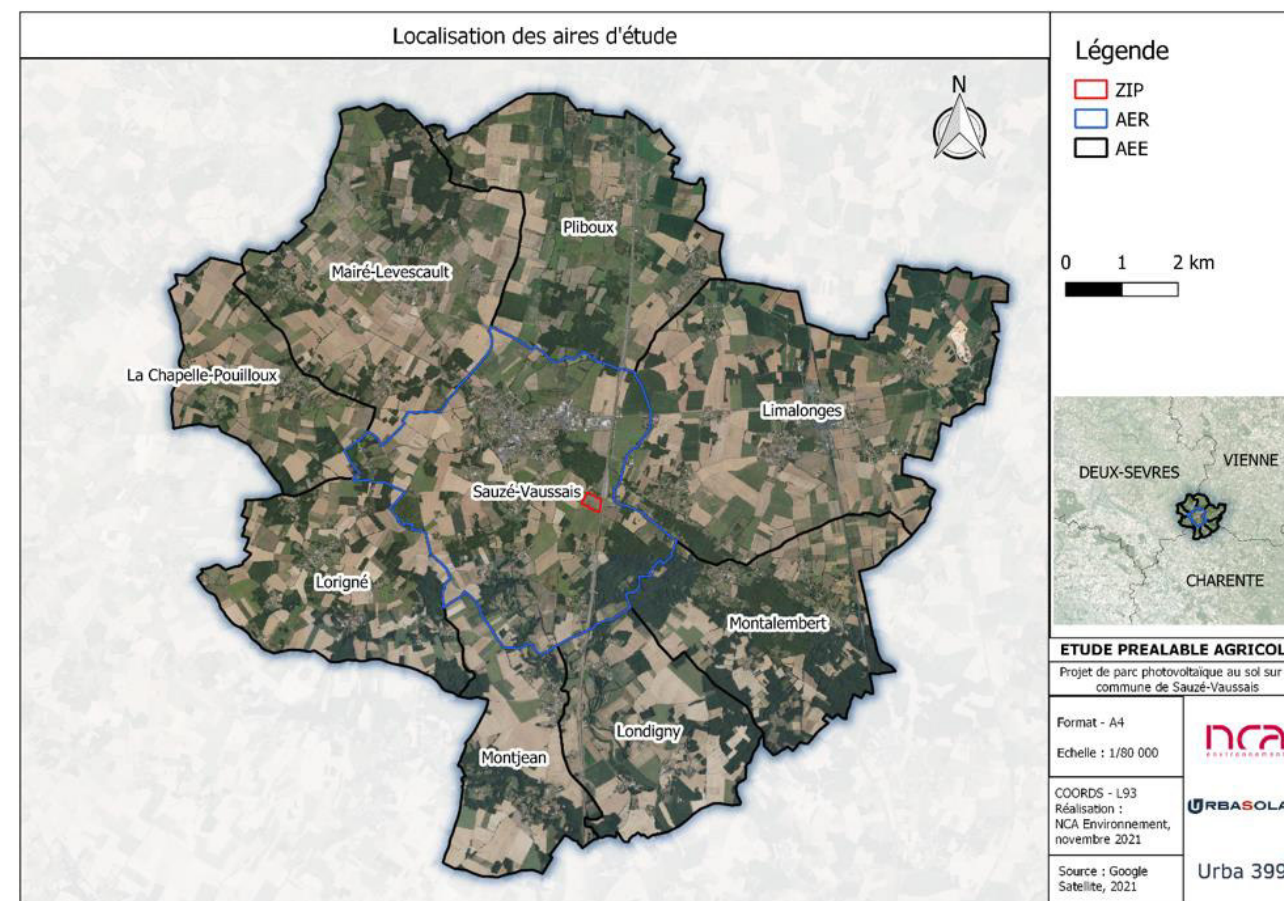 Localisation des aires d'étude
N
Pliboux
Mairé-Levescault
La Chapelle-Pouilloux
Limalonges
Sauzé-Vaussais
Lorigné
Montalembert
Londigny
Montjean
Légende
ZIP
AER
AEE
0 1 2 km
DEUX-SEVRES
VIENNE
CHARENTE
ETUDE PREALABLE AGRICOL
Projet de parc photovoltaïque au sol sur
commune de Sauzé-Vaussais
Format - A4
Echelle : 1/80 000
nca
environnement
COORDS - L93
Réalisation :
NCA Environnement,
novembre 2021
URBASOLA
Source : Google
Satellite, 2021
Urba 399